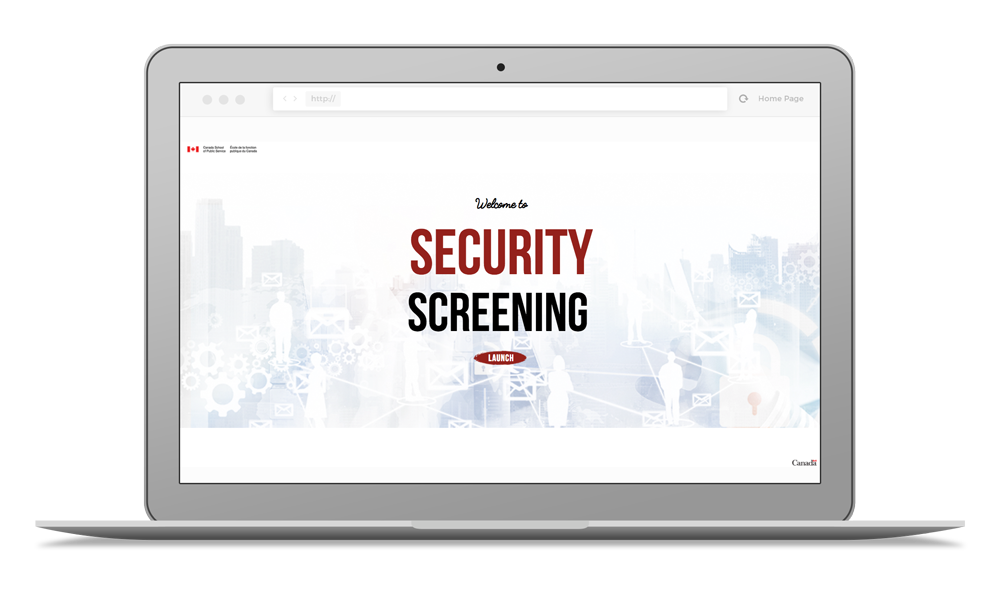 http://
Home Page
Canada School
of Public Service
École de la fonction
publique du Canada
Welcome to
SECURITY
SCREENING
LAUNCH
Canada